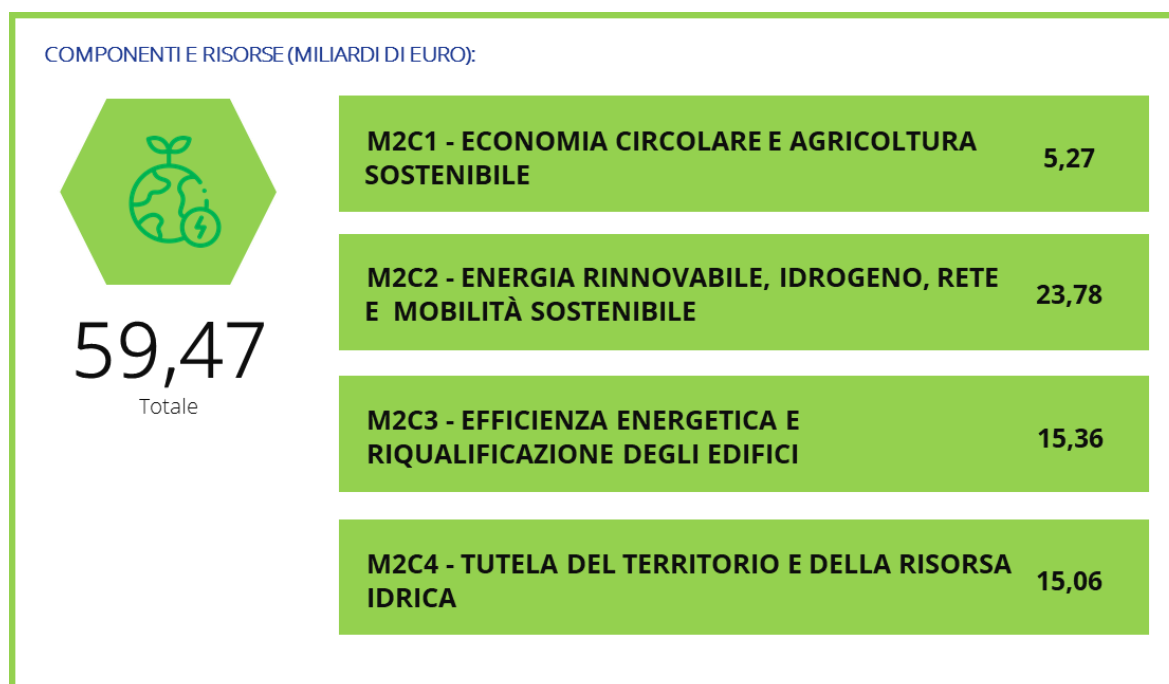 COMPONENTI E RISORSE (MILIARDI DI EURO):
59,47
Totale
M2C1 - ECONOMIA CIRCOLARE E AGRICOLTURA
SOSTENIBILE
5,27
M2C2 - ENERGIA RINNOVABILE, IDROGENO, RETE
E MOBILITÀ SOSTENIBILE
23,78
M2C3 - EFFICIENZA ENERGETICA E
RIQUALIFICAZIONE DEGLI EDIFICI
15,36
M2C4 - TUTELA DEL TERRITORIO E DELLA RISORSA
IDRICA
15,06